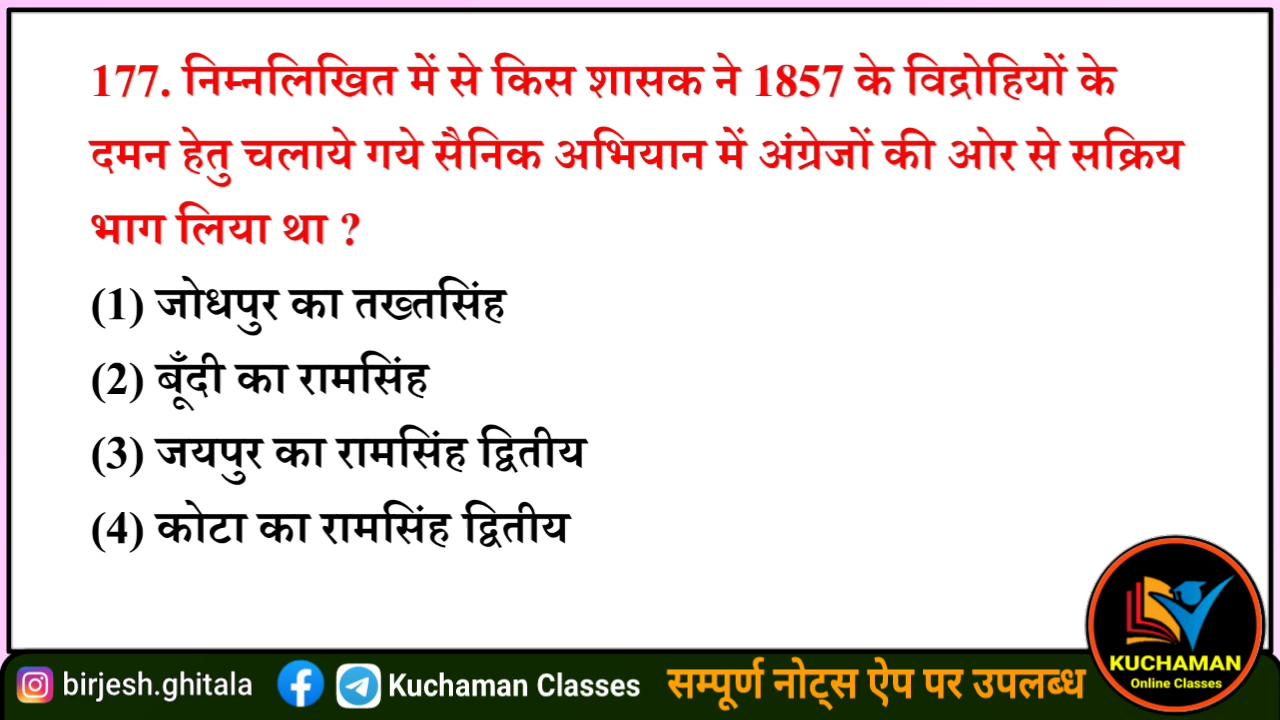 177. निम्नलिखित में से किस शासक ने 1857 के विद्रोहियों के
दमन हेतु चलाये गये सैनिक अभियान में अंग्रेजों की ओर से सक्रिय
भाग लिया था ?
(1) जोधपुर का तख्तसिंह
(2) बूँदी का रामसिंह
(3) जयपुर का रामसिंह द्वितीय
(4) कोटा का रामसिंह द्वितीय
KUCHAMAN
Online Classes
birjesh.ghitala
Kuchaman Classes
सम्पूर्ण नोट्स ऐप पर उपलब्ध